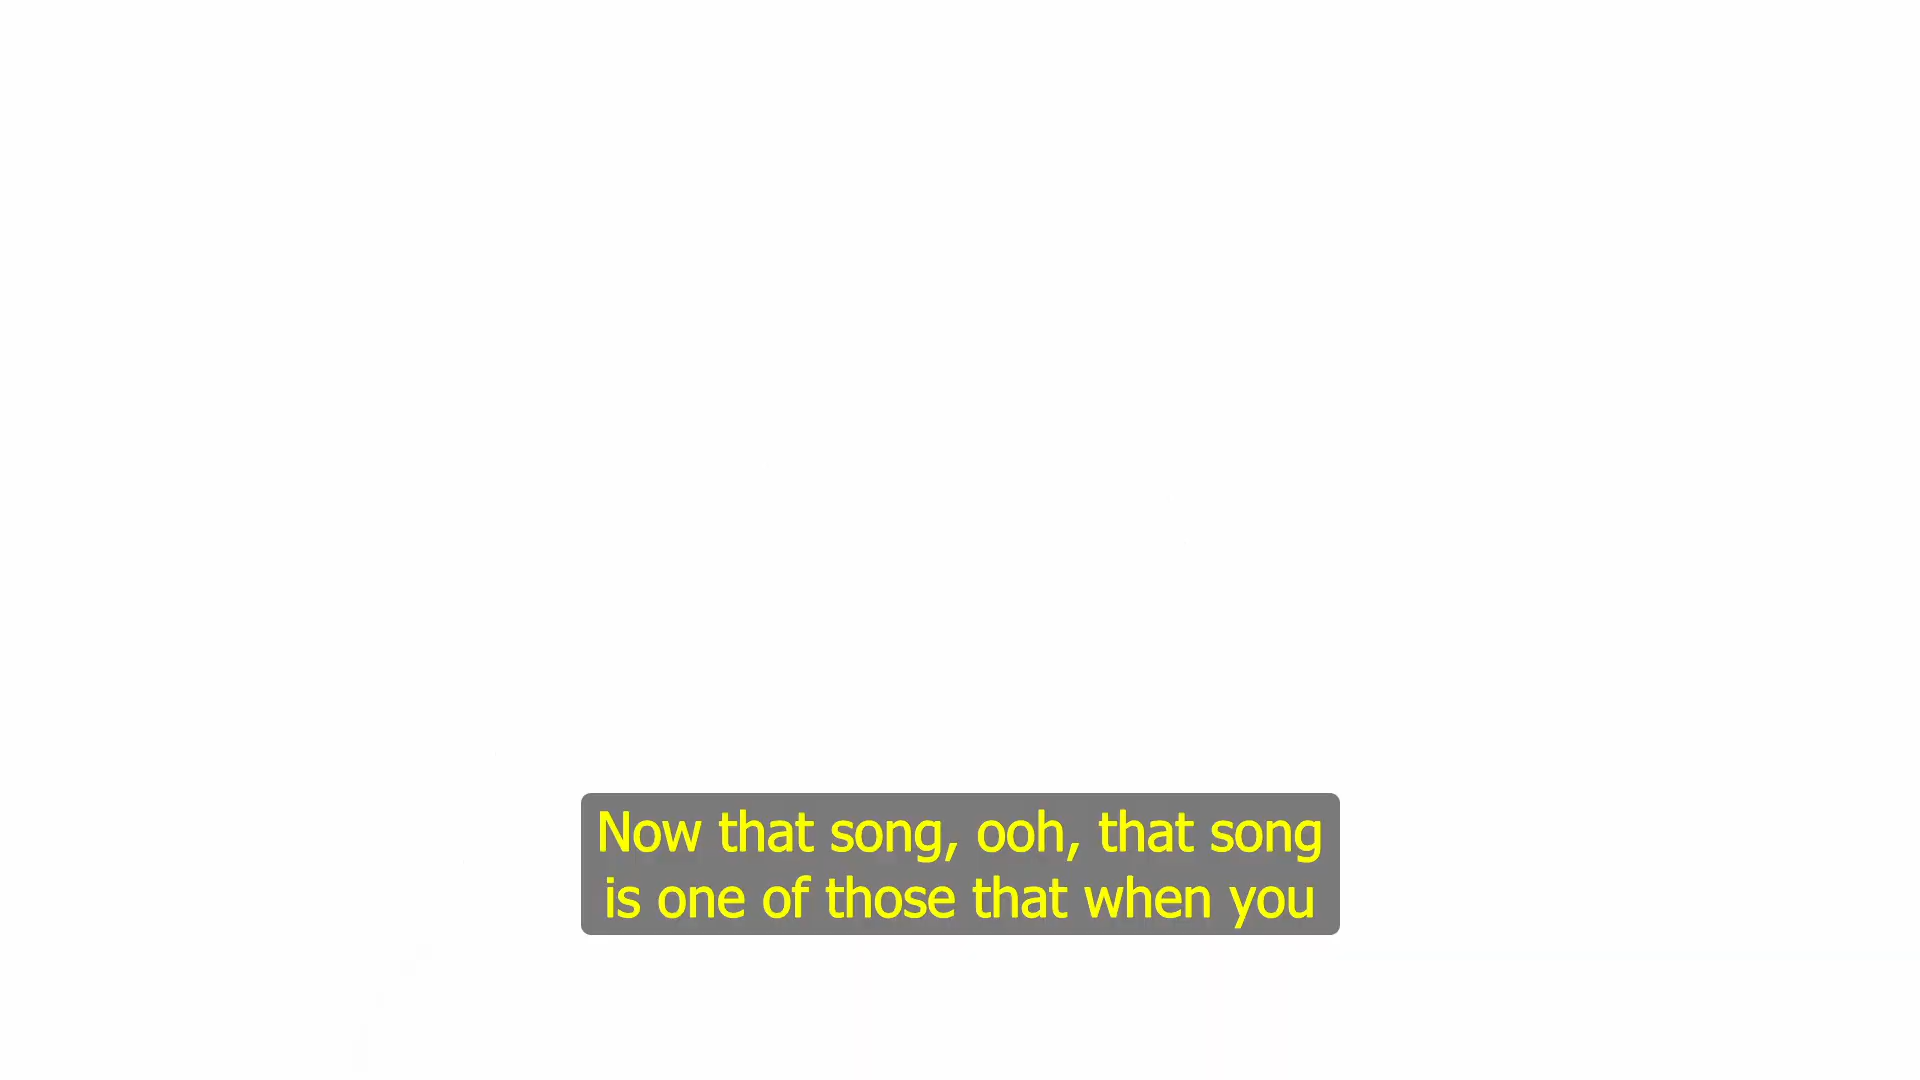 Now that song, ooh, that song
is one of those that when you